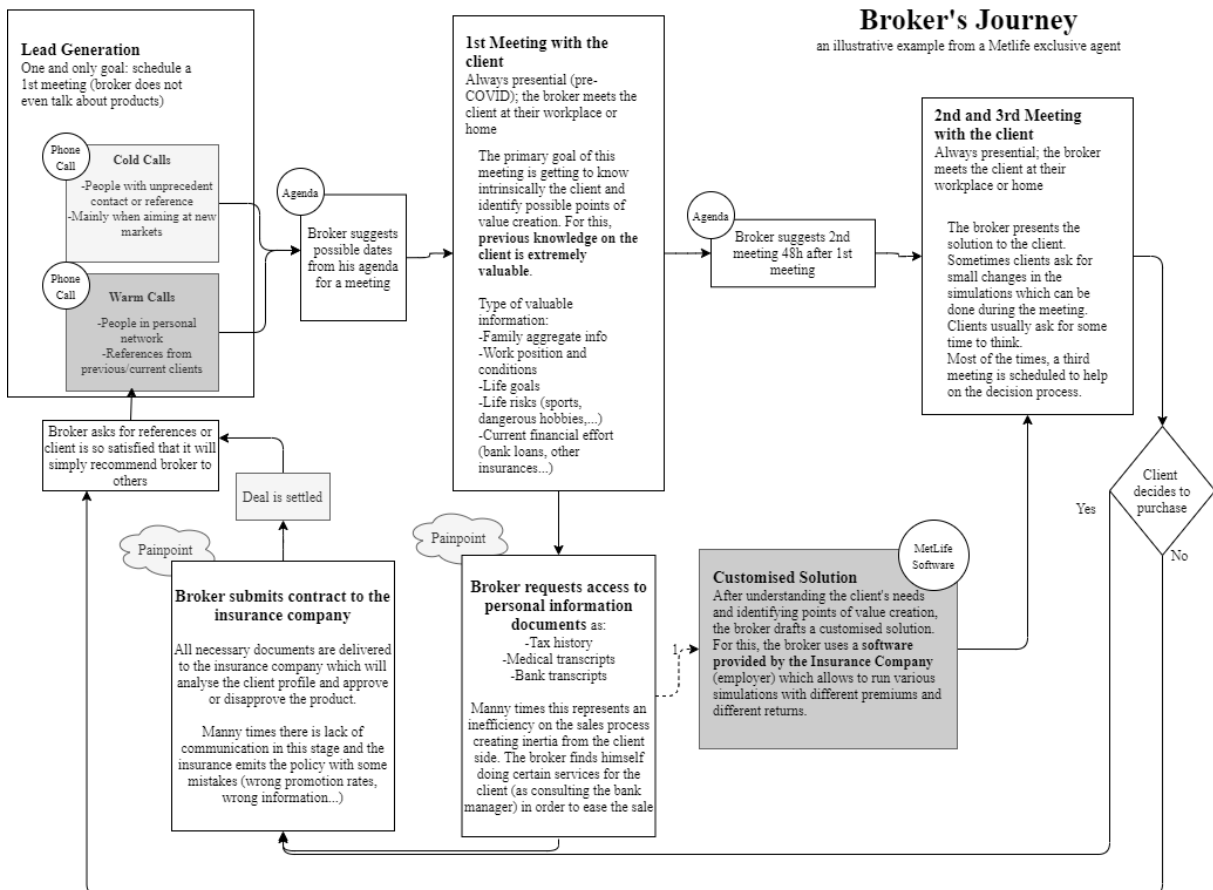 Broker's Journey
an illustrative example from a Metlife exclusive agent
Lead Generation
One and only goal: schedule a
1st meeting (broker does not
even talk about products)
Phone
Call
Cold Calls
-People with unprecedent
contact or reference
-Mainly when aiming at new
markets
Phone
Call
Warm Calls
-People in personal
network
-References from
previous/current clients
Agenda
Broker suggests
possible dates
from his agenda
for a meeting
1st Meeting with the
client
Always presential (pre-
COVID); the broker meets the
client at their workplace or
home
The primary goal of this
meeting is getting to know
intrinsically the client and
identify possible points of
value creation. For this,
previous knowledge on the
client is extremely
valuable.
Type of valuable
information:
-Family aggregate info
-Work position and
conditions
-Life goals
-Life risks (sports,
dangerous hobbies,...)
-Current financial effort
(bank loans, other
insurances...)
Agenda
Broker suggests 2nd
meeting 48h after 1st
meeting
2nd and 3rd Meeting
with the client
Always presential; the broker
meets the client at their
workplace or home
The broker presents the
solution to the client.
Sometimes clients ask for
small changes in the
simulations which can be
done during the meeting.
Clients usually ask for some
time to think.
Most of the times, a third
meeting is scheduled to help
on the decision process.
Client
decides to
purchase
Yes
No
Broker asks for references or
client is so satisfied that it will
simply recommend broker to
others
Deal is settled
Painpoint
Broker submits contract to the
insurance company
All necessary documents are delivered
to the insurance company which will
analyse the client profile and approve
or disapprove the product.
Manny times there is lack of
communication in this stage and the
insurance emits the policy with some
mistakes (wrong promotion rates,
wrong information...)
Painpoint
Broker requests access to
personal information
documents as:
-Tax history
-Medical transcripts
-Bank transcripts
Manny times this represents an
inefficiency on the sales process
creating inertia from the client
side. The broker finds himself
doing certain services for the
client (as consulting the bank
manager) in order to ease the sale
1
MetLife
Software
Customised Solution
After understanding the client's needs
and identifying points of value creation,
the broker drafts a customised solution.
For this, the broker uses a software
provided by the Insurance Company
(employer) which allows to run various
simulations with different premiums and
different returns.